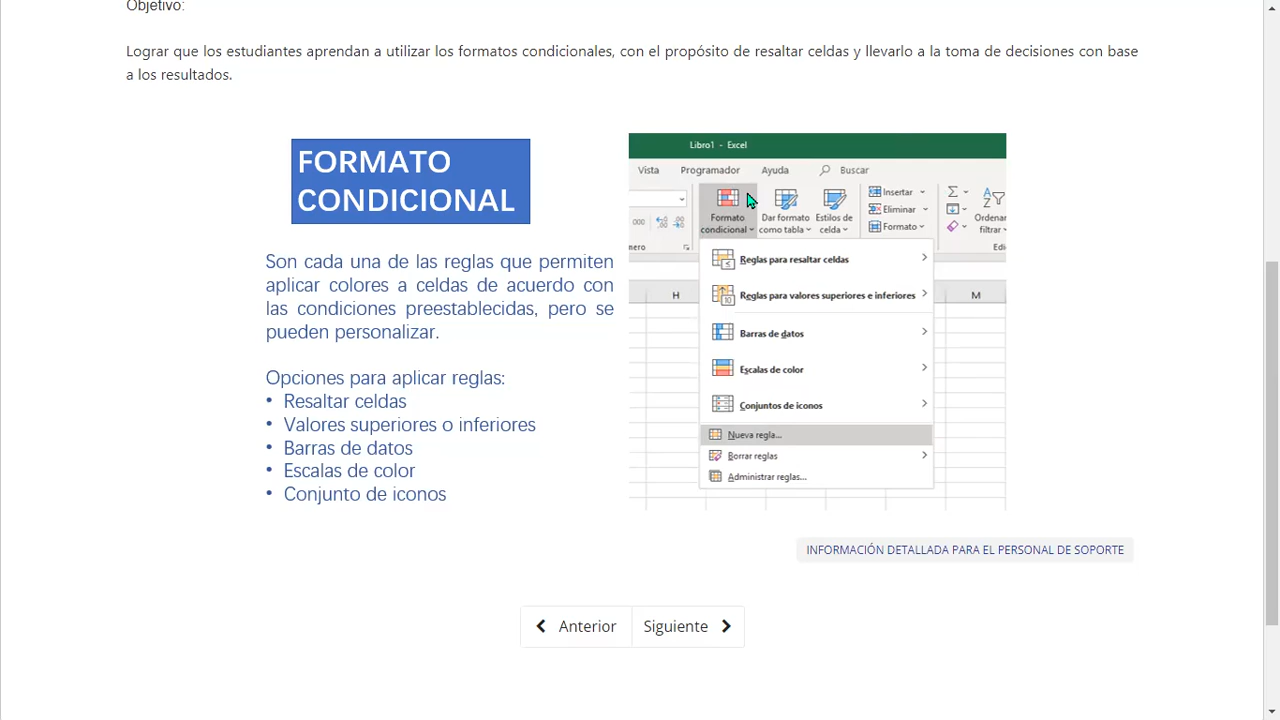 Objetivo:
Lograr que los estudiantes aprendan a utilizar los formatos condicionales, con el propósito de resaltar celdas y llevarlo a la toma de decisiones con base
a los resultados.
FORMATO
CONDICIONAL
Son cada una de las reglas que permiten
aplicar colores a celdas de acuerdo con
las condiciones preestablecidas, pero se
pueden personalizar.
Opciones para aplicar reglas:
• Resaltar celdas
• Valores superiores o inferiores
• Barras de datos
• Escalas de color
• Conjunto de iconos
Libro1 - Excel
Vista Programador Ayuda Buscar
Formato
condicional
Dar formato
como tabla
Estilos de
celda
Insertar
Eliminar
Formato
Ordenar
filtrar
000
mero
Edi
H M
Reglas para resaltar celdas
Reglas para valores superiores e inferiores
Barras de datos
Escalas de color
Conjuntos de iconos
Nueva regla...
Borrar reglas
Administrar reglas...
INFORMACIÓN DETALLADA PARA EL PERSONAL DE SOPORTE
Anterior Siguiente